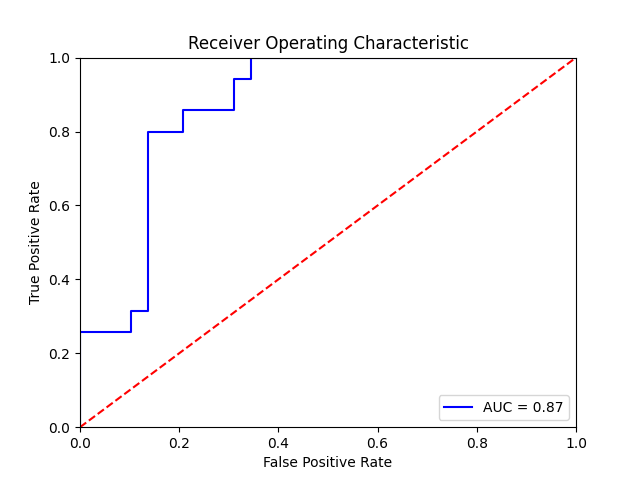 Receiver Operating Characteristic
True Positive Rate
1.0
0.8
0.6
0.4
0.2
0.0
AUC = 0.87
0.0 0.2 0.4 0.6 0.8 1.0
False Positive Rate